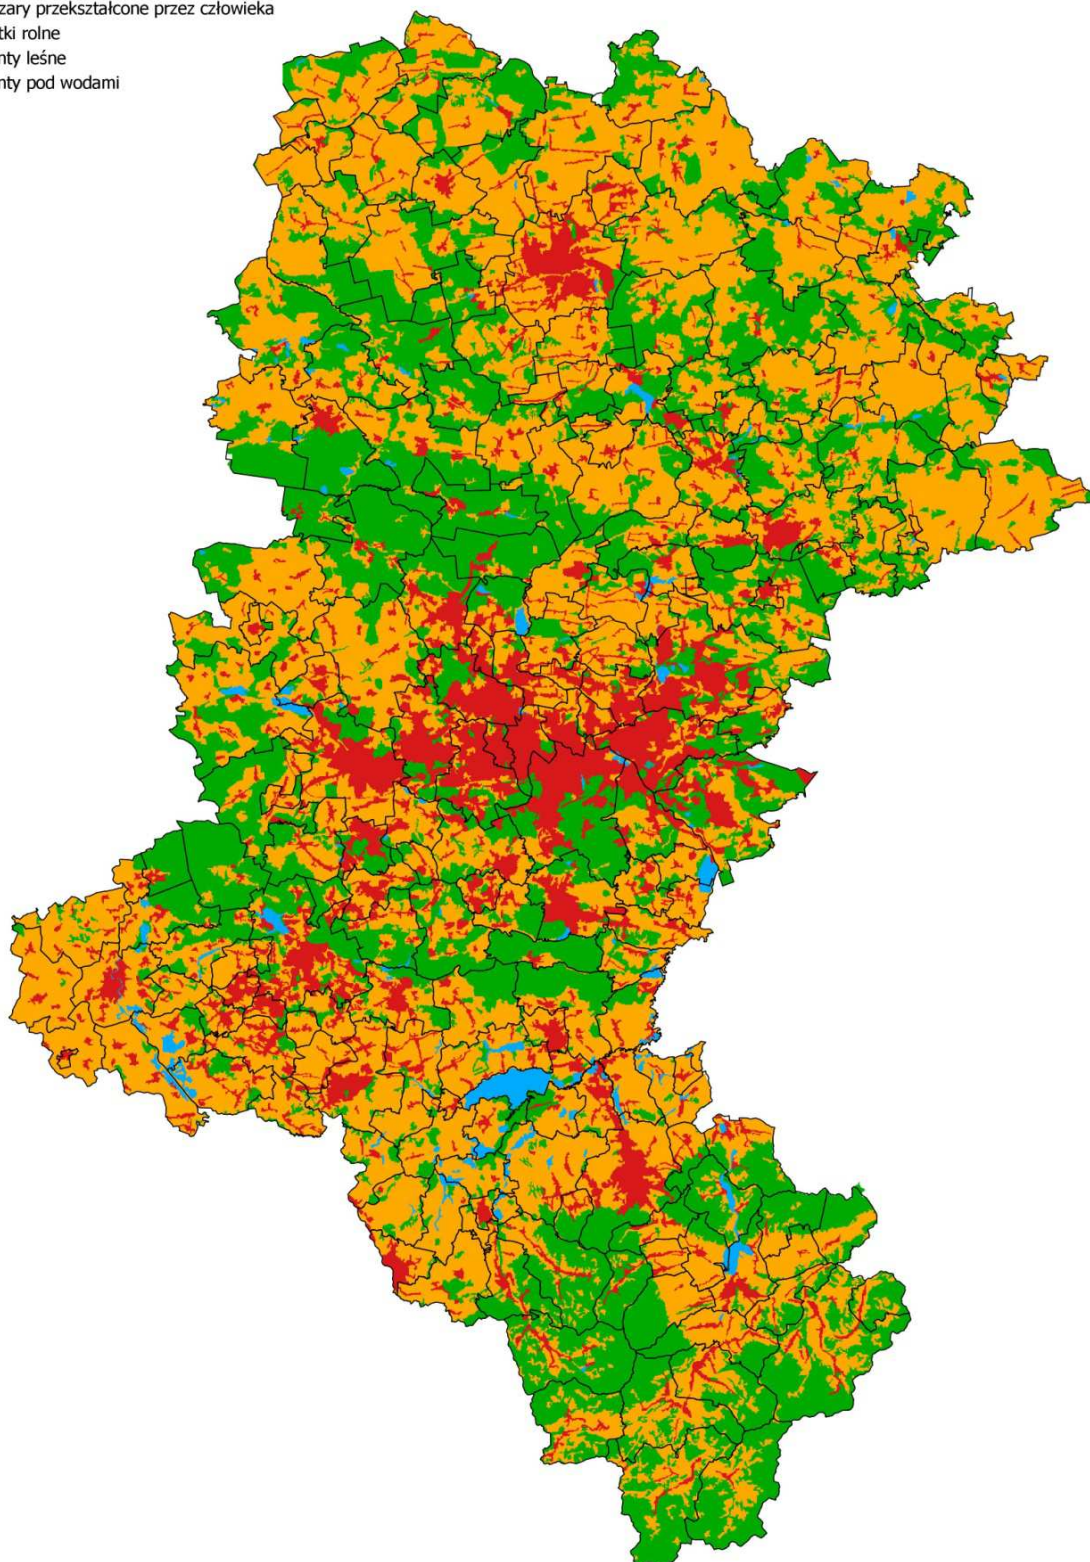 zary przekształcone przez człowieka
tki rolne
nty leśne
nty pod wodami